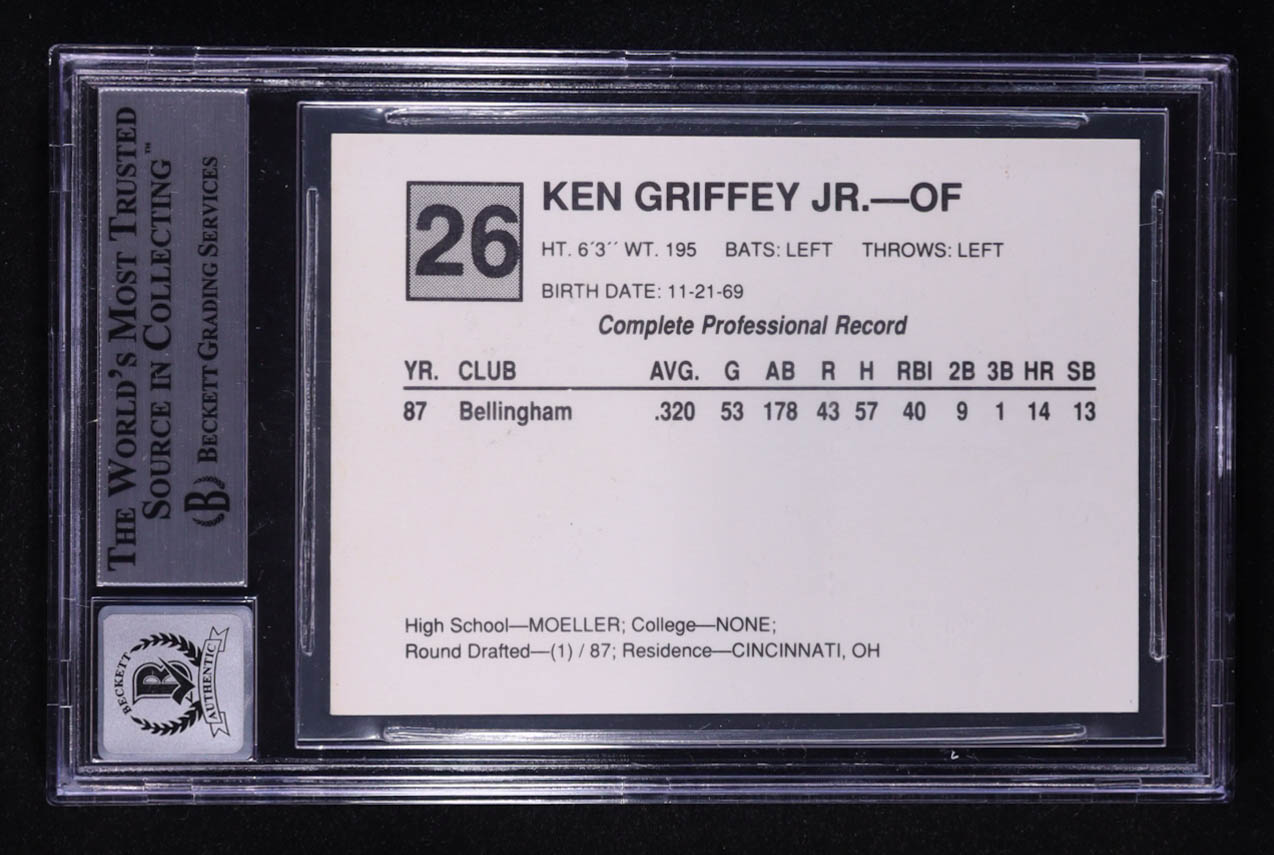 THE WORLD'S MOST TRUSTED
SOURCE IN COLLECTING™
B BECKETT GRADING SERVICES
BECKETT
B
AUTHENTIC
26
KEN GRIFFEY JR.—OF
HT. 6´3´´ WT. 195 BATS: LEFT THROWS: LEFT
BIRTH DATE: 11-21-69
Complete Professional Record
YR. CLUB AVG. G AB R H RBI 2B 3B HR SB
87 Bellingham .320 53 178 43 57 40 9 1 14 13
High School—MOELLER; College—NONE;
Round Drafted—(1) / 87; Residence—CINCINNATI, OH